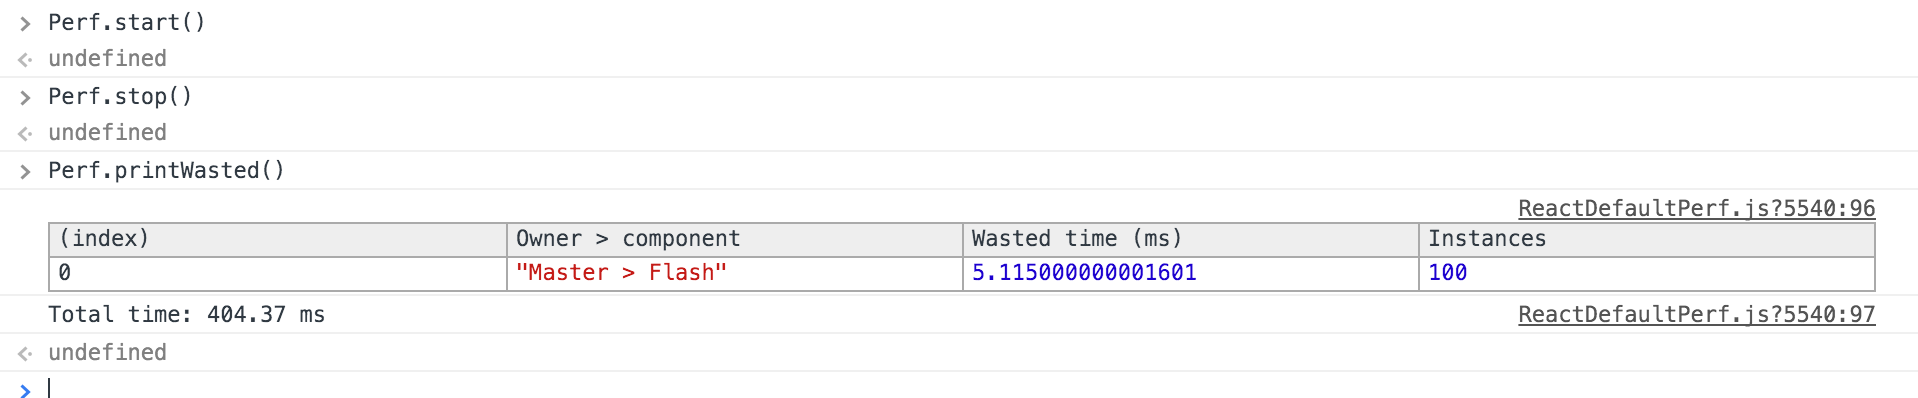 Perf.start()
undefined
Perf.stop()
undefined
Perf.printWasted()
ReactDefaultPerf.js?5540:96
(index) Owner > component Wasted time (ms) Instances
0 "Master > Flash" 5.115000000001601 100
Total time: 404.37 ms ReactDefaultPerf.js?5540:97
undefined